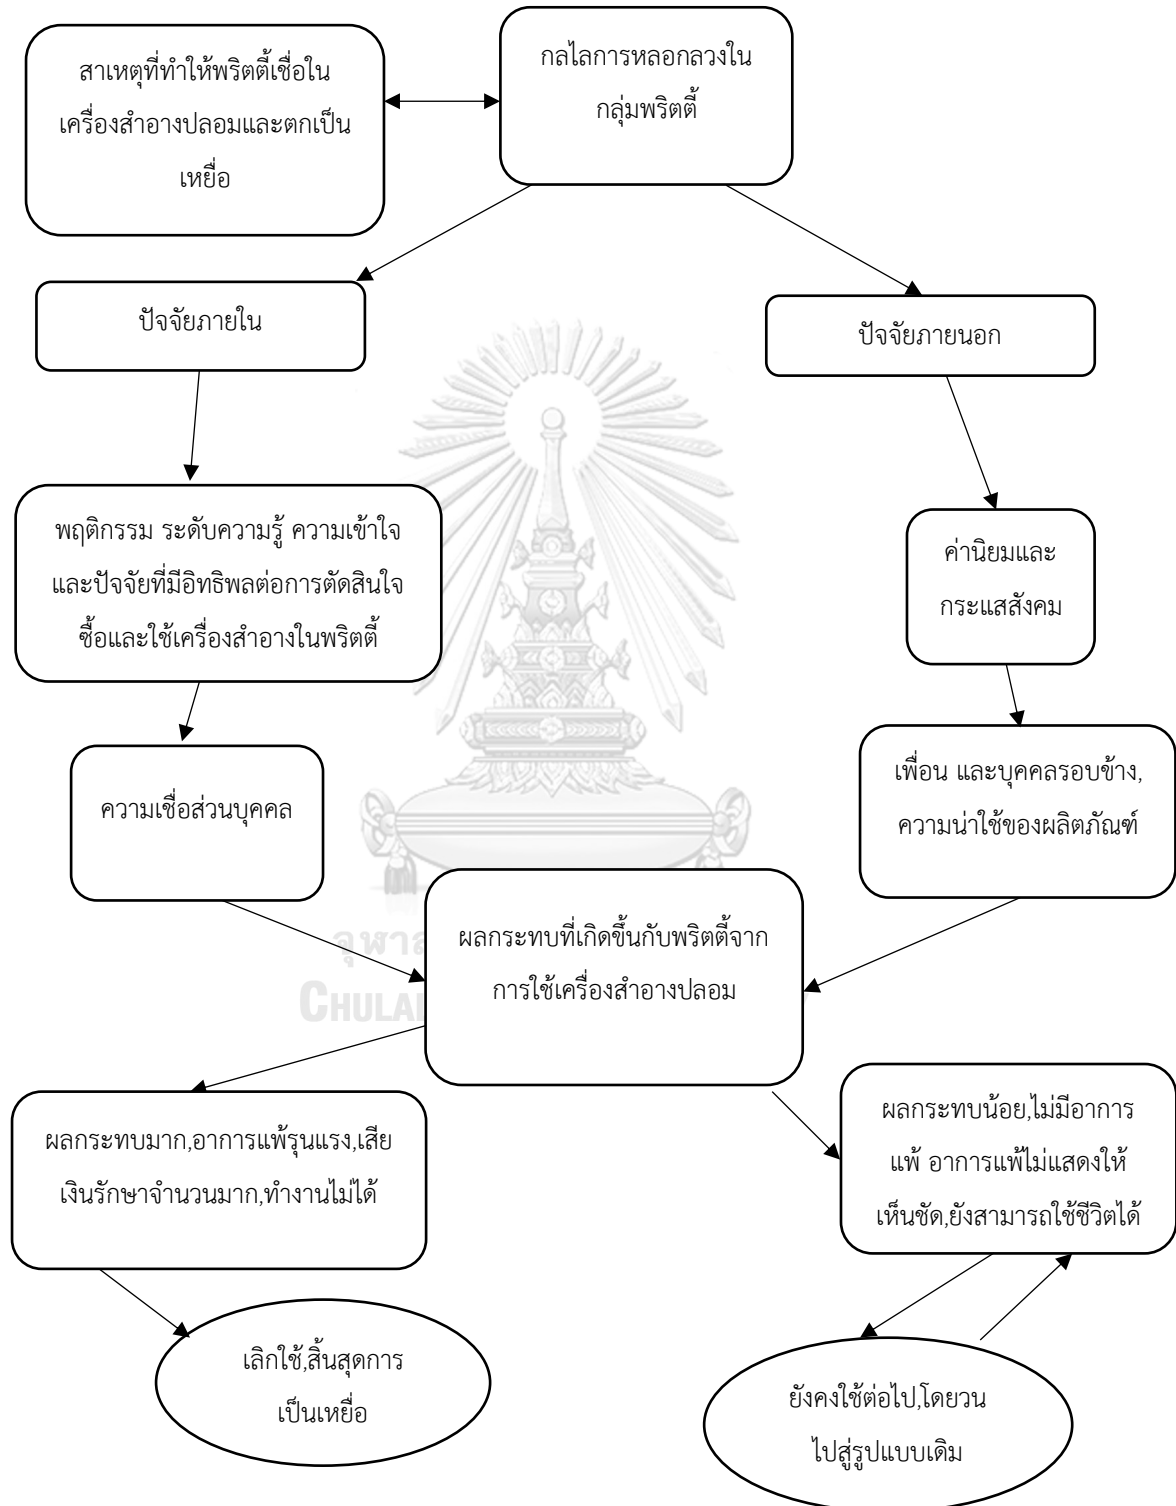 สาเหตุที่ทำให้พริตตี้เชื่อใน
เครื่องสำอางปลอมและตกเป็น
เหยื่อ
กลไลการหลอกลวงใน
กลุ่มพริตตี้
ปัจจัยภายใน
ปัจจัยภายนอก
พฤติกรรม ระดับความรู้ ความเข้าใจ
และปัจจัยที่มีอิทธิพลต่อการตัดสินใจ
ซื้อและใช้เครื่องสำอางในพริตตี้
ค่านิยมและ
กระแสสังคม
ความเชื่อส่วนบุคคล
เพื่อน และบุคคลรอบข้าง,
ความน่าใช้ของผลิตภัณฑ์
ผลกระทบที่เกิดขึ้นกับพริตตี้จาก
การใช้เครื่องสำอางปลอม
ผลกระทบมาก,อาการแพ้รุนแรง,เสีย
เงินรักษาจำนวนมาก,ทำงานไม่ได้
ผลกระทบน้อย,ไม่มีอาการ
แพ้ อาการแพ้ไม่แสดงให้
เห็นชัด,ยังสามารถใช้ชีวิตได้
เลิกใช้,สิ้นสุดการ
เป็นเหยื่อ
ยังคงใช้ต่อไป,โดยวน
ไปสู่รูปแบบเดิม